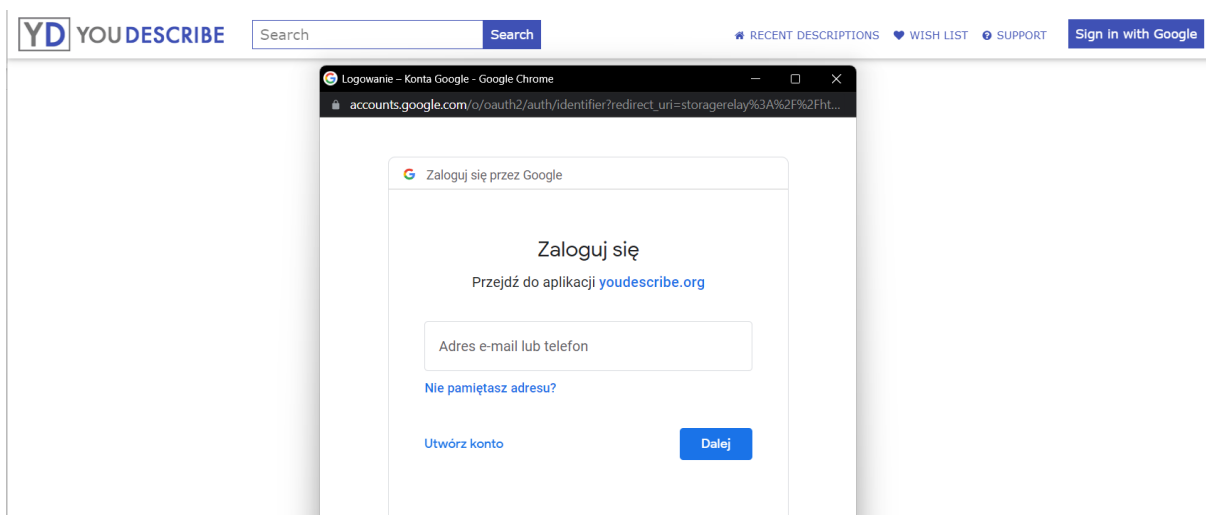 YD YOUDESCRIBE Search Search RECENT DESCRIPTIONS WISH LIST SUPPORT Sign in with Google
Logowanie – Konta Google - Google Chrome
accounts.google.com/o/oauth2/auth/identifier?redirect_uri=storagerelay%3A%2F%2Fht...
Zaloguj się przez Google
Zaloguj się
Przejdź do aplikacji youdescribe.org
Adres e-mail lub telefon
Nie pamiętasz adresu?
Utwórz konto Dalej